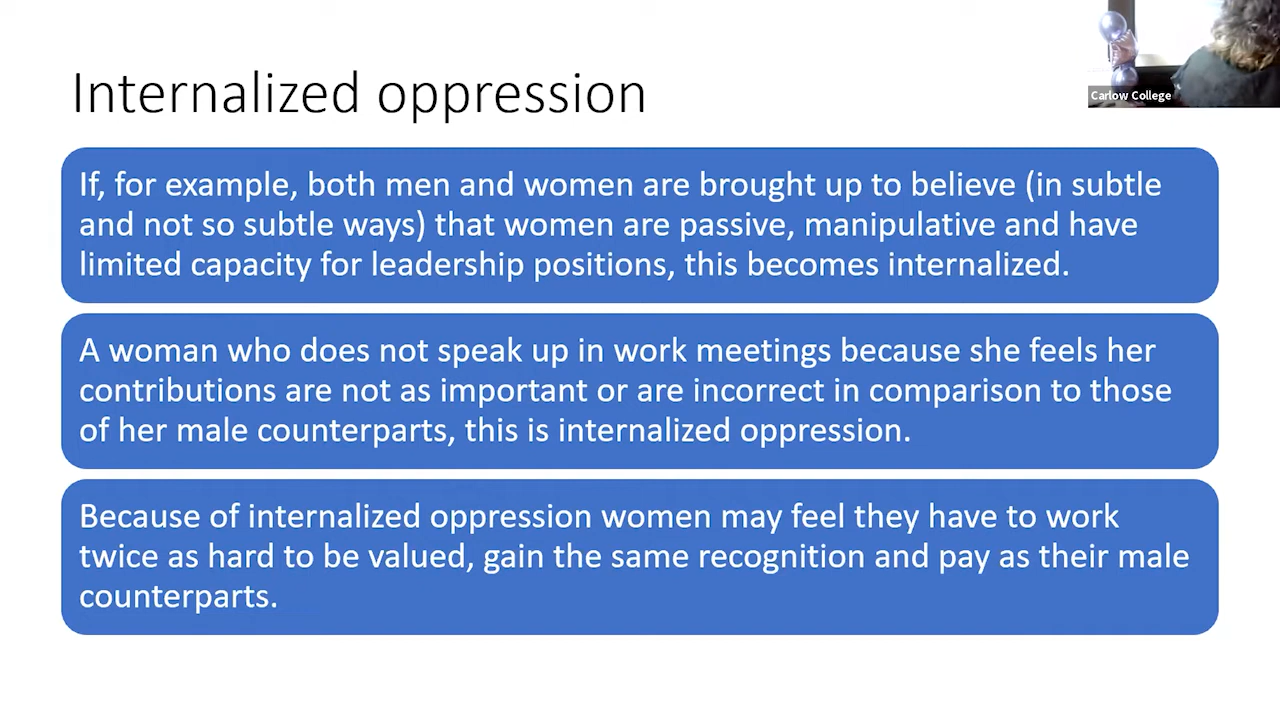 Internalized oppression
Carlow College
If, for example, both men and women are brought up to believe (in subtle
and not so subtle ways) that women are passive, manipulative and have
limited capacity for leadership positions, this becomes internalized.
A woman who does not speak up in work meetings because she feels her
contributions are not as important or are incorrect in comparison to those
of her male counterparts, this is internalized oppression.
Because of internalized oppression women may feel they have to work
twice as hard to be valued, gain the same recognition and pay as their male
counterparts.